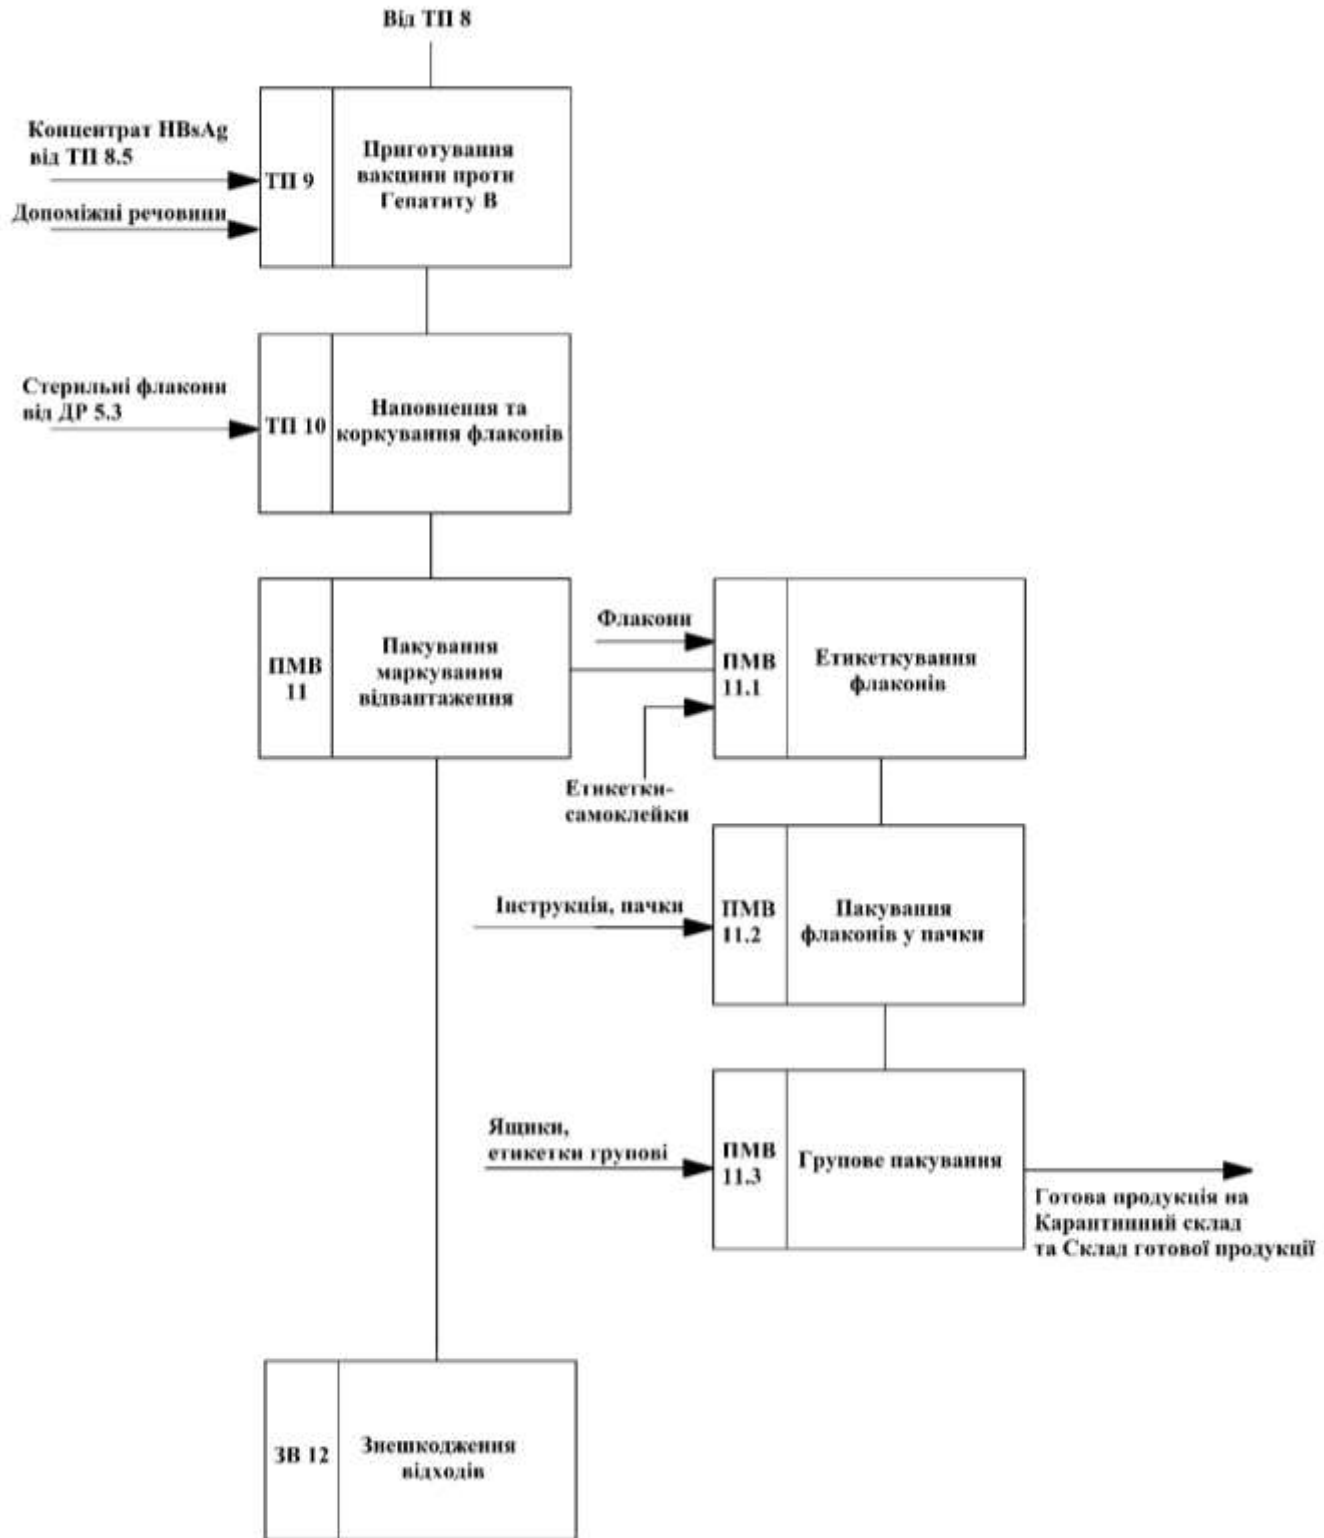 Від ТП 8
Концентрат HBsAg
від ТП 8.5
Допоміжні речовини
ТП 9
Приготування
вакцини проти
Гепатиту В
Стерильні флакони
від ДР 5.3
ТП 10
Наповнення та
коркування флаконів
ПМВ
11
Пакування
маркування
відвантаження
Флакони
Етикетки-
самоклейки
ПМВ
11.1
Етикеткування
флаконів
Інструкція, пачки
ПМВ
11.2
Пакування
флаконів у пачки
Ящики,
етикетки групові
ПМВ
11.3
Групове пакування
Готова продукція на
Карантинний склад
та Склад готової продукції
ЗВ 12
Знешкодження
відходів